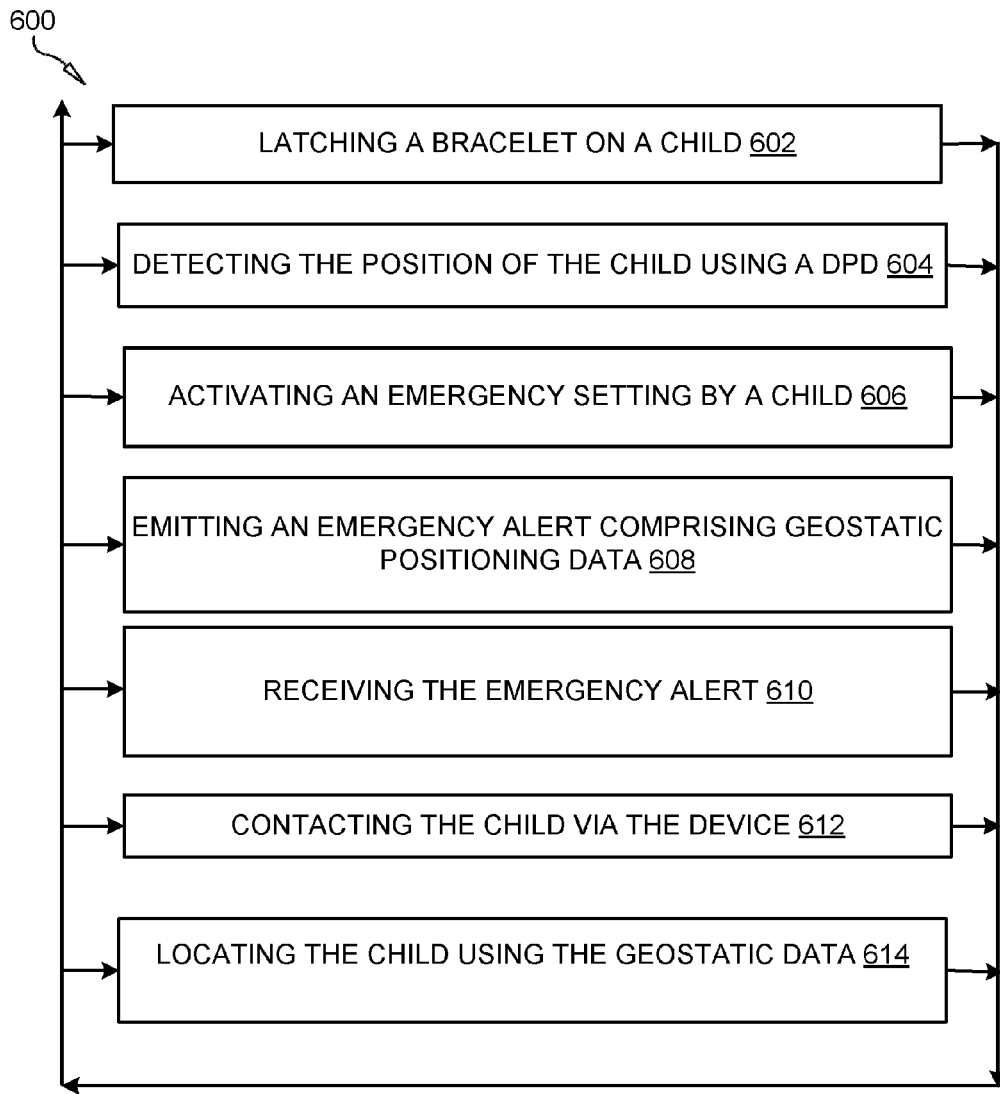 600
LATCHING A BRACELET ON A CHILD 602
DETECTING THE POSITION OF THE CHILD USING A DPD 604
ACTIVATING AN EMERGENCY SETTING BY A CHILD 606
EMITTING AN EMERGENCY ALERT COMPRISING GEOSTATIC
POSITIONING DATA 608
RECEIVING THE EMERGENCY ALERT 610
CONTACTING THE CHILD VIA THE DEVICE 612
LOCATING THE CHILD USING THE GEOSTATIC DATA 614